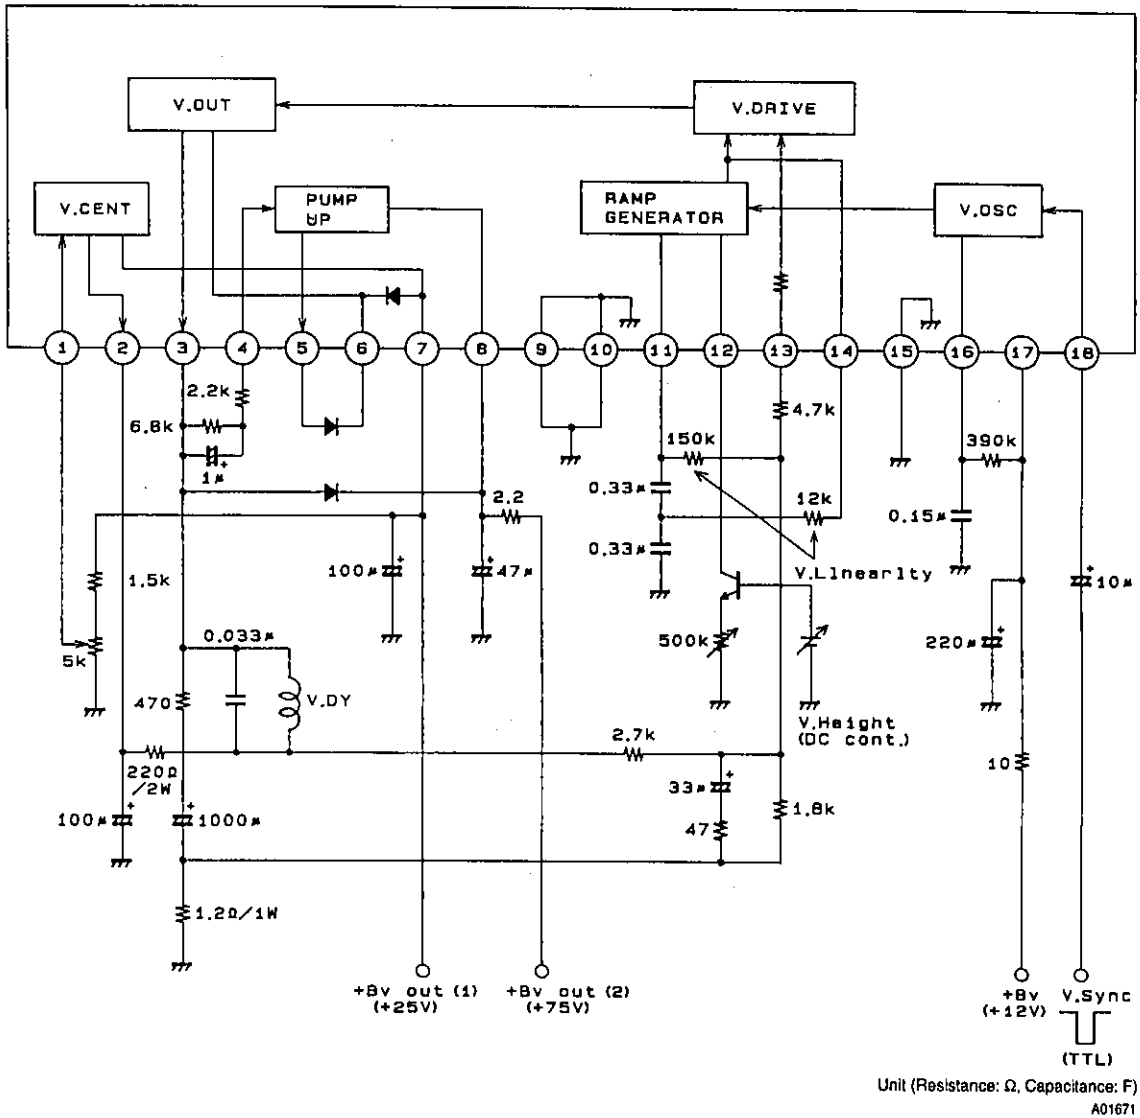 V.OUT
V.DRIVE
V.CENT
PUMP
UP
RAMP
GENERATOR
V.OSC
1
2
3
4
5
6
7
8
9
10
11
12
13
14
15
16
17
18
2.2k
6.8k
4.7k
150k
390k
1μ
0.33μ
2.2
12k
0.15μ
0.33μ
1.5k
100μ
47μ
V.Linearity
10μ
0.033μ
5k
500k
220μ
470
V.DY
V.Height
(DC cont.)
2.7k
10
220Ω
/2W
33μ
1.8k
100μ
1000μ
47
1.2Ω/1W
+Bv out (1)
(+25V)
+Bv out (2)
(+75V)
+Bv
(+12V)
V.Sync
(TTL)
Unit (Resistance: Ω, Capacitance: F)
A01671